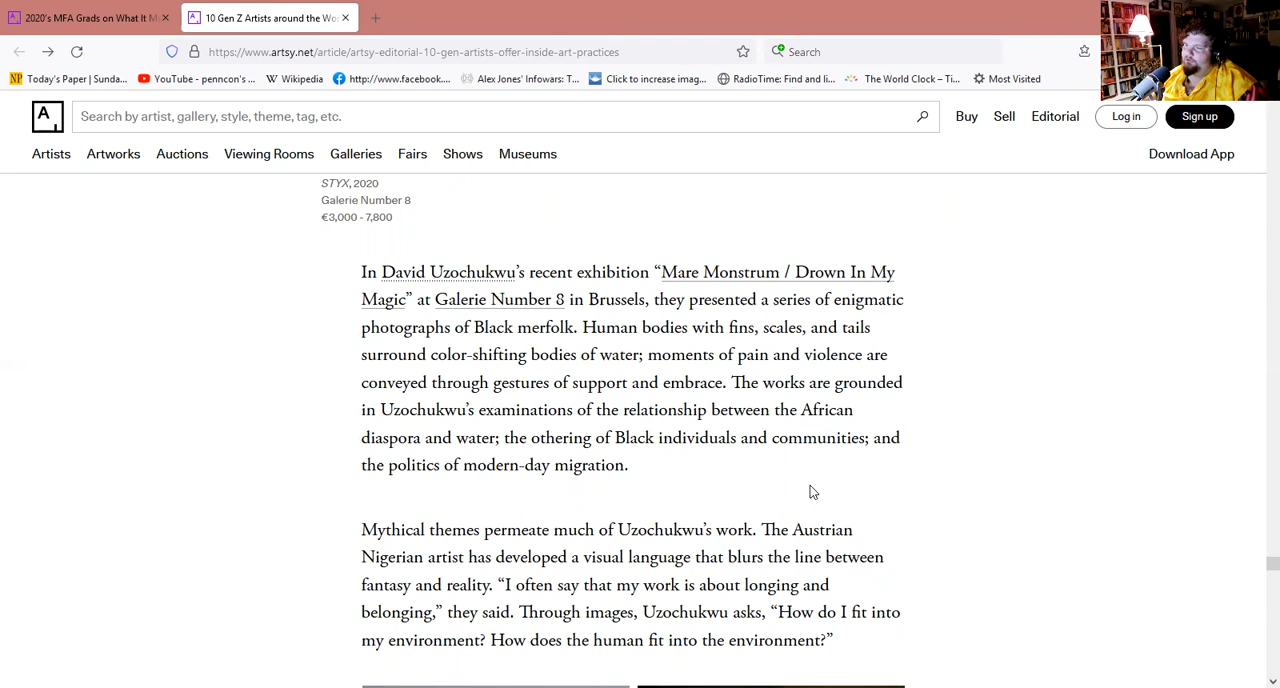 2020's MFA Grads on What It M
10 Gen Z Artists around the Wo
https://www.artsy.net/article/artsy-editorial-10-gen-artists-offer-inside-art-practices
Search
Today's Paper | Sunda...
YouTube - penncon's ...
Wikipedia
http://www.facebook....
Alex Jones' Infowars: T...
Click to increase imag...
RadioTime: Find and li...
The World Clock – Ti...
Most Visited
A
Search by artist, gallery, style, theme, tag, etc.
Buy
Sell
Editorial
Log in
Sign up
Artists
Artworks
Auctions
Viewing Rooms
Galleries
Fairs
Shows
Museums
Download App
STYX, 2020
Galerie Number 8
€3,000 - 7,800
In David Uzochukwu's recent exhibition “Mare Monstrum / Drown In My
Magic” at Galerie Number 8 in Brussels, they presented a series of enigmatic
photographs of Black merfolk. Human bodies with fins, scales, and tails
surround color-shifting bodies of water; moments of pain and violence are
conveyed through gestures of support and embrace. The works are grounded
in Uzochukwu’s examinations of the relationship between the African
diaspora and water; the othering of Black individuals and communities; and
the politics of modern-day migration.
Mythical themes permeate much of Uzochukwu’s work. The Austrian
Nigerian artist has developed a visual language that blurs the line between
fantasy and reality. “I often say that my work is about longing and
belonging,” they said. Through images, Uzochukwu asks, “How do I fit into
my environment? How does the human fit into the environment?”